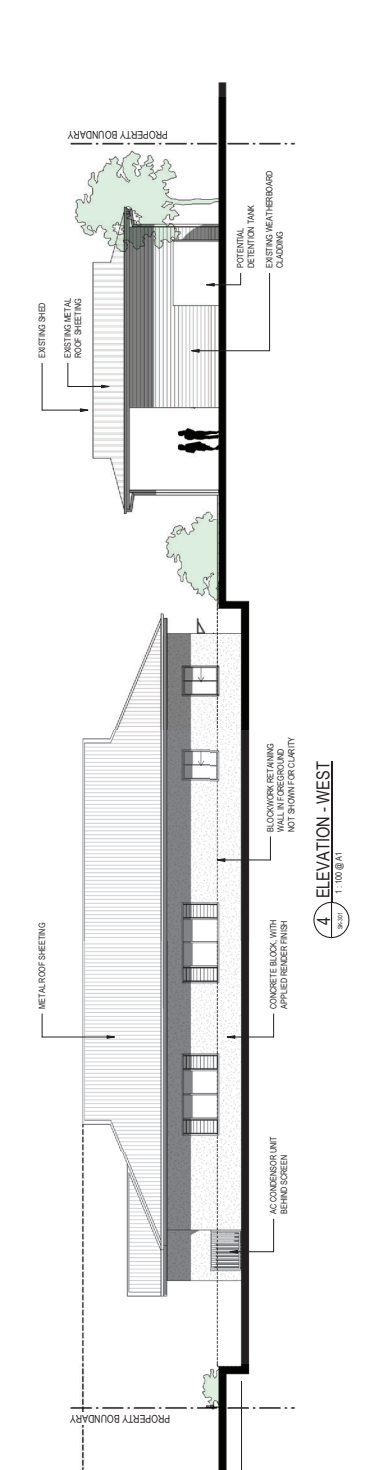 PROPERTY BOUNDARY
METAL ROOF SHEETING
EXISTING SHED
EXISTING METAL
ROOF SHEETING
PROPERTY BOUNDARY
AC CONDENSOR UNIT
BEHIND SCREEN
CONCRETE BLOCK, WITH
APPLIED RENDER FINISH
BLOCKWORK RETAINING
WALL IN FOREGROUND
NOT SHOWN FOR CLARITY
POTENTIAL
DETENTION TANK
EXISTING WEATHERBOARD
CLADDING
4
SK-301
ELEVATION - WEST
1 : 100 @ A1